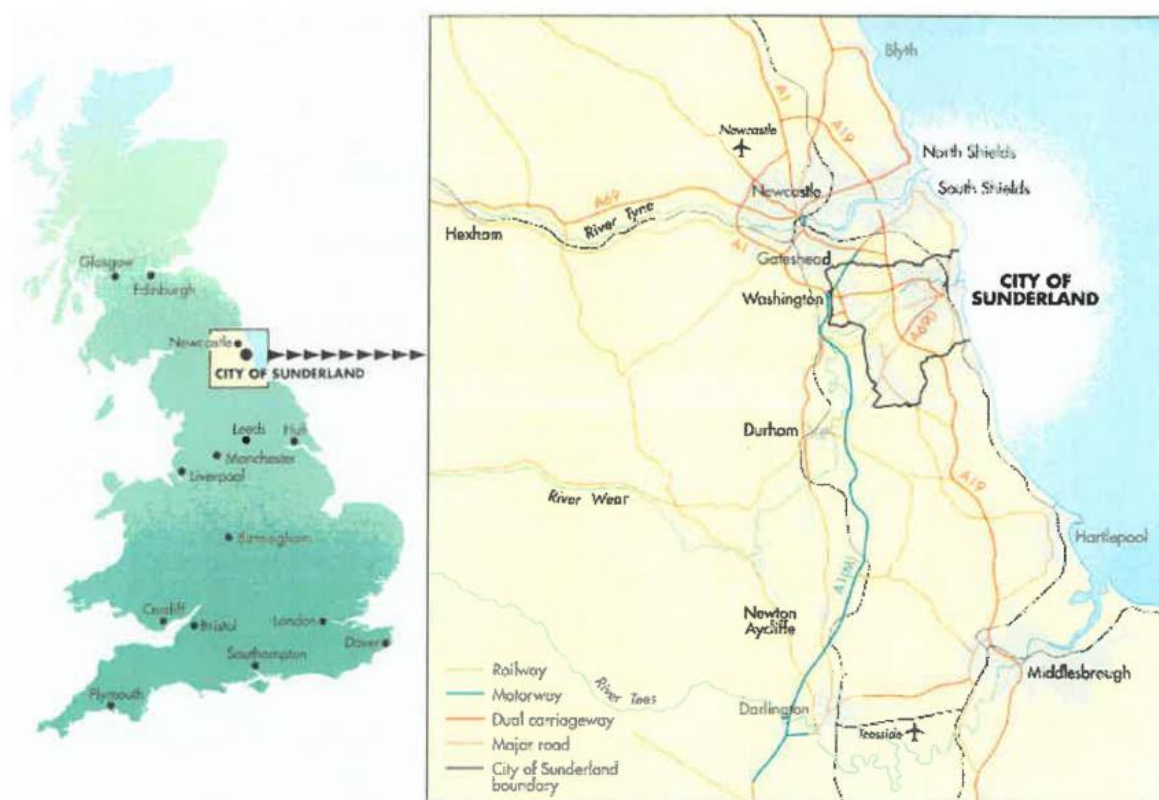 Glasgow
Edinburgh
Newcastle
CITY OF SUNDERLAND
Leeds
Hull
Manchester
Liverpool
Birmingham
Cardiff
Bristol
London
Dover
Southampton
Plymouth
Blyth
A1
A19
Newcastle
North Shields
Newcastle
South Shields
A69
River Tyne
Hexham
A1
Gateshead
Washington
CITY OF
SUNDERLAND
A690
Durham
A19
River Wear
Hartlepool
A1(M)
Newton
Aycliffe
Middlesbrough
River Tees
Darlington
Teesside
Railway
Motorway
Dual carriageway
Major road
City of Sunderland
boundary